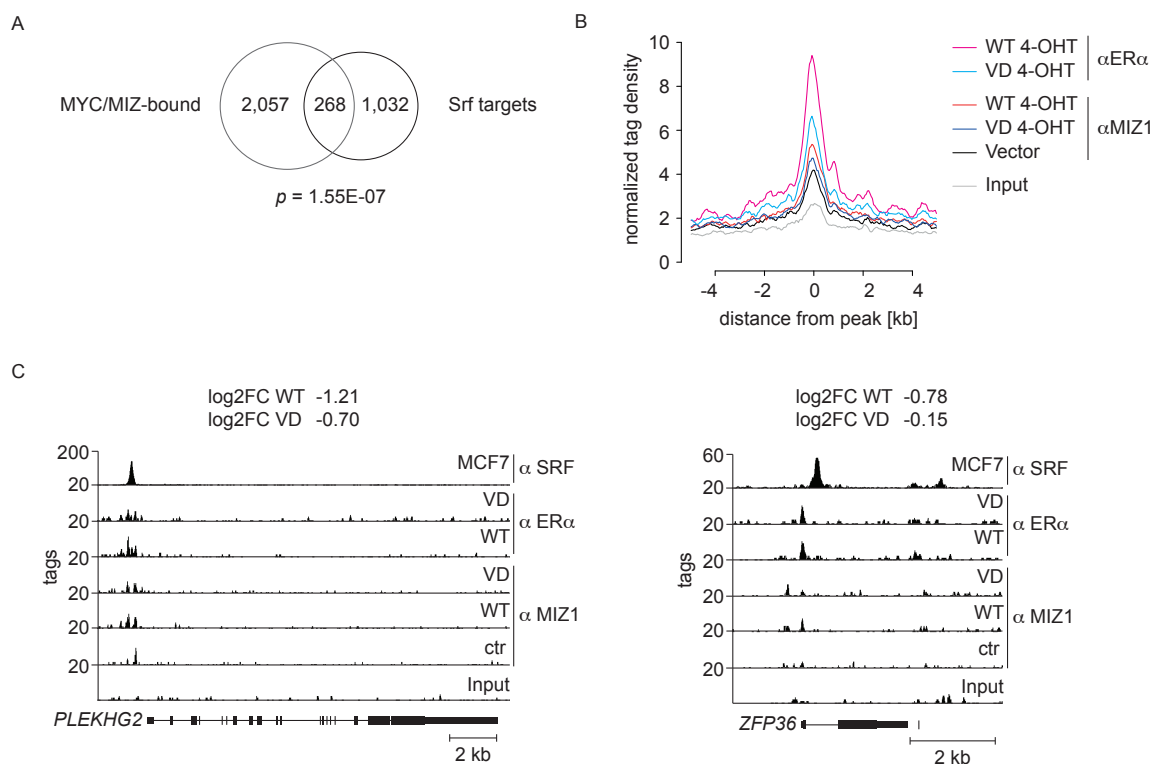 A
MYC/MIZ-bound
2,057
268
1,032
Srf targets
p = 1.55E-07
B
normalized tag density
10
8
6
4
2
0
-4
-2
0
2
4
distance from peak [kb]
WT 4-OHT
VD 4-OHT
αERα
WT 4-OHT
VD 4-OHT
Vector
αMIZ1
Input
C
log2FC WT -1.21
log2FC VD -0.70
tags
200
20
MCF7
α SRF
VD
20
α ERα
WT
20
VD
20
α MIZ1
WT
20
ctr
20
Input
PLEKHG2
2 kb
log2FC WT -0.78
log2FC VD -0.15
tags
60
20
MCF7
α SRF
VD
20
α ERα
WT
20
VD
20
α MIZ1
WT
20
ctr
20
Input
ZFP36
2 kb